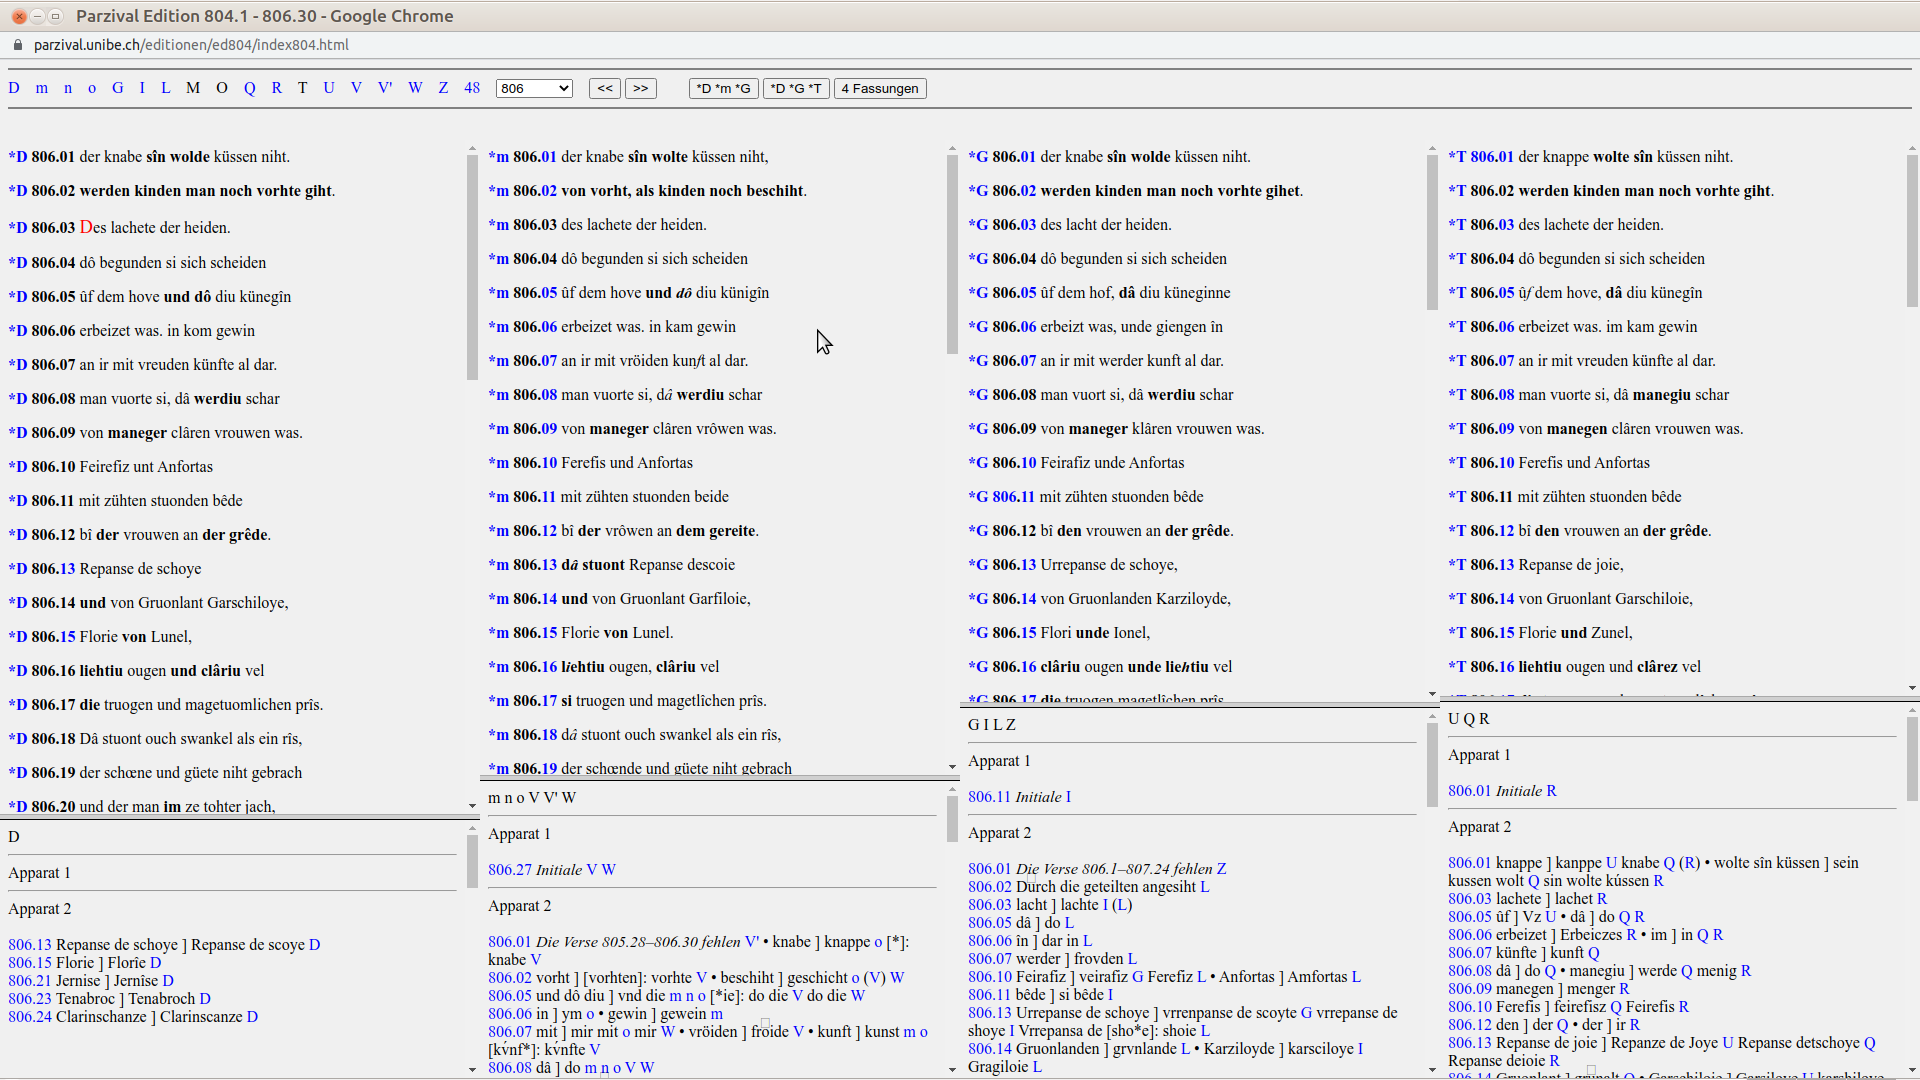 Parzival Edition 804.1 - 806.30 - Google Chrome
parzival.unibe.ch/editionen/ed804/index804.html
D m n o G I L M O Q R T U V V' W Z 48 806 << >> *D *m *G *D *G *T 4 Fassungen
*D 806.01 der knabe sîn wolde küssen niht.
*D 806.02 werden kinden man noch vorhte giht.
*D 806.03 Des lachete der heiden.
*D 806.04 dô begunden si sich scheiden
*D 806.05 ûf dem hove und dô diu künegîn
*D 806.06 erbeizet was. in kom gewin
*D 806.07 an ir mit vreuden künfte al dar.
*D 806.08 man vuorte si, dâ werdiu schar
*D 806.09 von maneger clâren vrouwen was.
*D 806.10 Feirefiz unt Anfortas
*D 806.11 mit zühten stuonden bêde
*D 806.12 bî der vrouwen an der grêde.
*D 806.13 Repanse de schoye
*D 806.14 und von Gruonlant Garschiloye,
*D 806.15 Florie von Lunel,
*D 806.16 liehtiu ougen und clâriu vel
*D 806.17 die truogen und magetuomlichen prîs.
*D 806.18 Dâ stuont ouch swankel als ein rîs,
*D 806.19 der schœne und güete niht gebrach
*D 806.20 und der man im ze tohter jach,
D
Apparat 1
Apparat 2
806.13 Repanse de schoye ] Repanse de scoye D
806.15 Florie ] Florîe D
806.21 Jernise ] Jernîse D
806.23 Tenabroc ] Tenabroch D
806.24 Clarinschanze ] Clarinscanze D
*m 806.01 der knabe sîn wolte küssen niht,
*m 806.02 von vorht, als kinden noch beschiht.
*m 806.03 des lachete der heiden.
*m 806.04 dô begunden si sich scheiden
*m 806.05 ûf dem hove und dô diu künigîn
*m 806.06 erbeizet was. in kam gewin
*m 806.07 an ir mit vröiden kunft al dar.
*m 806.08 man vuorte si, dâ werdiu schar
*m 806.09 von maneger clâren vrôwen was.
*m 806.10 Ferefis und Anfortas
*m 806.11 mit zühten stuonden beide
*m 806.12 bî der vrôwen an dem gereite.
*m 806.13 dâ stuont Repanse descoie
*m 806.14 und von Gruonlant Garfiloie,
*m 806.15 Florie von Lunel.
*m 806.16 liehtiu ougen, clâriu vel
*m 806.17 si truogen und magetlîchen prîs.
*m 806.18 dâ stuont ouch swankel als ein rîs,
*m 806.19 der schœnde und güete niht gebrach
m n o V V' W
Apparat 1
806.27 Initiale V W
Apparat 2
806.01 Die Verse 805.28–806.30 fehlen V' • knabe ] knappe o [*]:
knabe V
806.02 vorht ] [vorhten]: vorhte V • beschiht ] geschicht o (V) W
806.05 und dô diu ] vnd die m n o [*ie]: do die V do die W
806.06 in ] ym o • gewin ] gewein m
806.07 mit ] mir mit o mir W • vröiden ] froide V • kunft ] kunst m o
[kv́nf*]: kv́nfte V
806.08 dâ ] do m n o V W
*G 806.01 der knabe sîn wolde küssen niht.
*G 806.02 werden kinden man noch vorhte gihet.
*G 806.03 des lacht der heiden.
*G 806.04 dô begunden si sich scheiden
*G 806.05 ûf dem hof, dâ diu küneginne
*G 806.06 erbeizt was, unde giengen în
*G 806.07 an ir mit werder kunft al dar.
*G 806.08 man vuort si, dâ werdiu schar
*G 806.09 von maneger klâren vrouwen was.
*G 806.10 Feirafiz unde Anfortas
*G 806.11 mit zühten stuonden bêde
*G 806.12 bî den vrouwen an der grêde.
*G 806.13 Urrepanse de schoye,
*G 806.14 von Gruonlanden Karziloyde,
*G 806.15 Flori unde Ionel,
*G 806.16 clâriu ougen unde liehtiu vel
*G 806.17 die truogen magetlîchen prîs
G I L Z
Apparat 1
806.11 Initiale I
Apparat 2
806.01 Die Verse 806.1–807.24 fehlen Z
806.02 Durch die geteilten angesiht L
806.03 lacht ] lachte I (L)
806.05 dâ ] do L
806.06 în ] dar in L
806.07 werder ] frovden L
806.10 Feirafiz ] veirafiz G Ferefiz L • Anfortas ] Amfortas L
806.11 bêde ] si bêde I
806.13 Urrepanse de schoye ] vrrenpanse de scoyte G vrrepanse de
shoye I Vrrepansa de [sho*e]: shoie L
806.14 Gruonlanden ] grvnlande L • Karziloyde ] karsciloye I
Gragiloie L
*T 806.01 der knappe wolte sîn küssen niht.
*T 806.02 werden kinden man noch vorhte giht.
*T 806.03 des lachete der heiden.
*T 806.04 dô begunden si sich scheiden
*T 806.05 ûf dem hove, dâ diu künegîn
*T 806.06 erbeizet was. im kam gewin
*T 806.07 an ir mit vreuden künfte al dar.
*T 806.08 man vuorte si, dâ manegiu schar
*T 806.09 von manegen clâren vrouwen was.
*T 806.10 Ferefis und Anfortas
*T 806.11 mit zühten stuonden bêde
*T 806.12 bî den vrouwen an der grêde.
*T 806.13 Repanse de joie,
*T 806.14 von Gruonlant Garschiloie,
*T 806.15 Florie und Zunel,
*T 806.16 liehtiu ougen und clârez vel
U Q R
Apparat 1
806.01 Initiale R
Apparat 2
806.01 knappe ] kanppe U knabe Q (R) • wolte sîn küssen ] sein
kussen wolt Q sin wolte kússen R
806.03 lachete ] lachet R
806.05 ûf ] Vz U • dâ ] do Q R
806.06 erbeizet ] Erbeiczes R • im ] in Q R
806.07 künfte ] kunft Q
806.08 dâ ] do Q • manegiu ] werde Q menig R
806.09 manegen ] menger R
806.10 Ferefis ] feirefisz Q Feirefis R
806.12 den ] der Q • der ] ir R
806.13 Repanse de joie ] Repanze de Joye U Repanse detschoye Q
Repanse deioie R